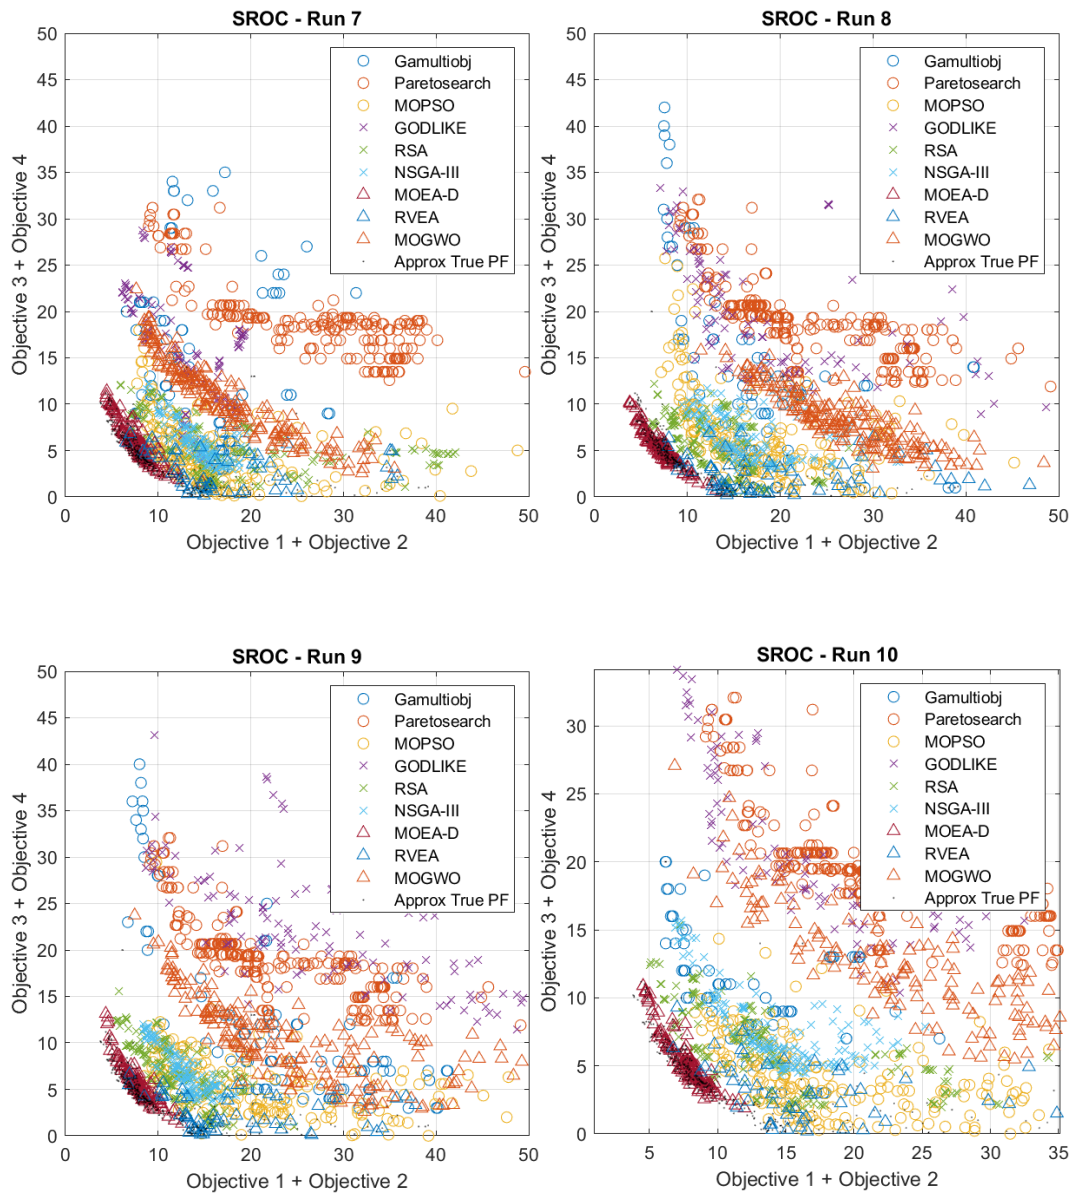 SROC - Run 7
50
45
40
35
30
25
20
15
10
5
0
0 10 20 30 40 50
Objective 3 + Objective 4
Objective 1 + Objective 2
Gamultiobj
Paretosearch
MOPSO
GODLIKE
RSA
NSGA-III
MOEA-D
RVEA
MOGWO
Approx True PF
SROC - Run 8
50
45
40
35
30
25
20
15
10
5
0
0 10 20 30 40 50
Objective 3 + Objective 4
Objective 1 + Objective 2
Gamultiobj
Paretosearch
MOPSO
GODLIKE
RSA
NSGA-III
MOEA-D
RVEA
MOGWO
Approx True PF
SROC - Run 9
50
45
40
35
30
25
20
15
10
5
0
0 10 20 30 40 50
Objective 3 + Objective 4
Objective 1 + Objective 2
Gamultiobj
Paretosearch
MOPSO
GODLIKE
RSA
NSGA-III
MOEA-D
RVEA
MOGWO
Approx True PF
SROC - Run 10
30
25
20
15
10
5
0
5 10 15 20 25 30 35
Objective 3 + Objective 4
Objective 1 + Objective 2
Gamultiobj
Paretosearch
MOPSO
GODLIKE
RSA
NSGA-III
MOEA-D
RVEA
MOGWO
Approx True PF